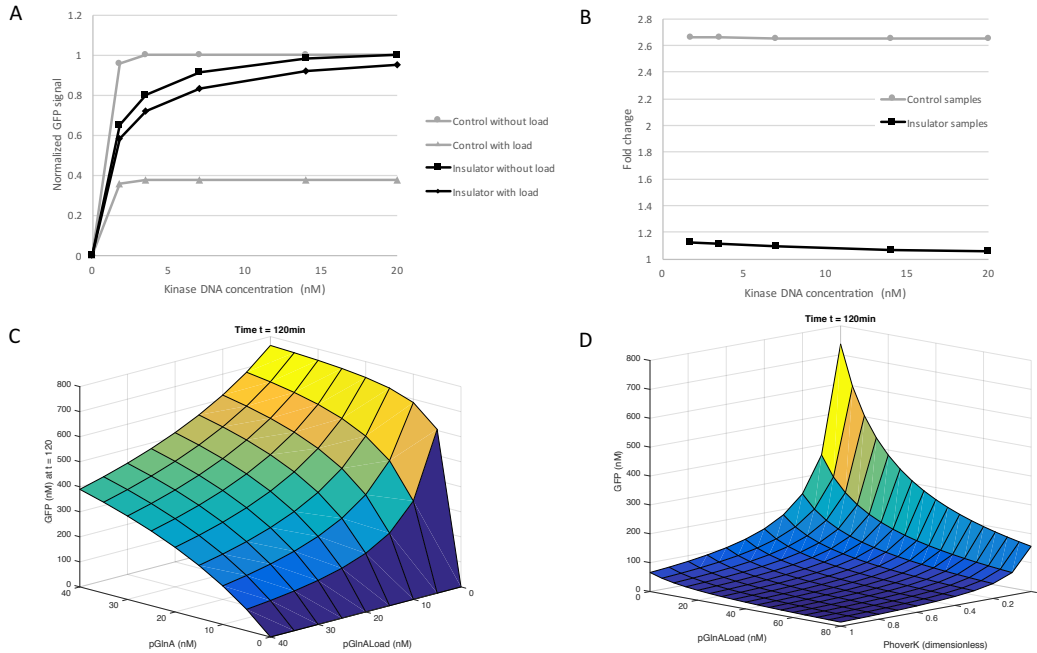 A
1.2
1
0.8
0.6
0.4
0.2
0
Normalized GFP signal
0 5 10 15 20
Kinase DNA concentration (nM)
Control without load
Control with load
Insulator without load
Insulator with load
B
2.8
2.6
2.4
2.2
2
1.8
1.6
1.4
1.2
1
Fold change
0 5 10 15 20
Kinase DNA concentration (nM)
Control samples
Insulator samples
C
Time t = 120min
800
700
600
500
400
300
200
100
0
GFP (nM) at t = 120
40 30 20 10 0
pGlnA (nM)
40 30 20 10 0
pGlnALoad (nM)
D
Time t = 120min
800
700
600
500
400
300
200
100
0
GFP (nM)
0 20 40 60 80
pGlnALoad (nM)
1 0.8 0.6 0.4 0.2
PhoverK (dimensionless)